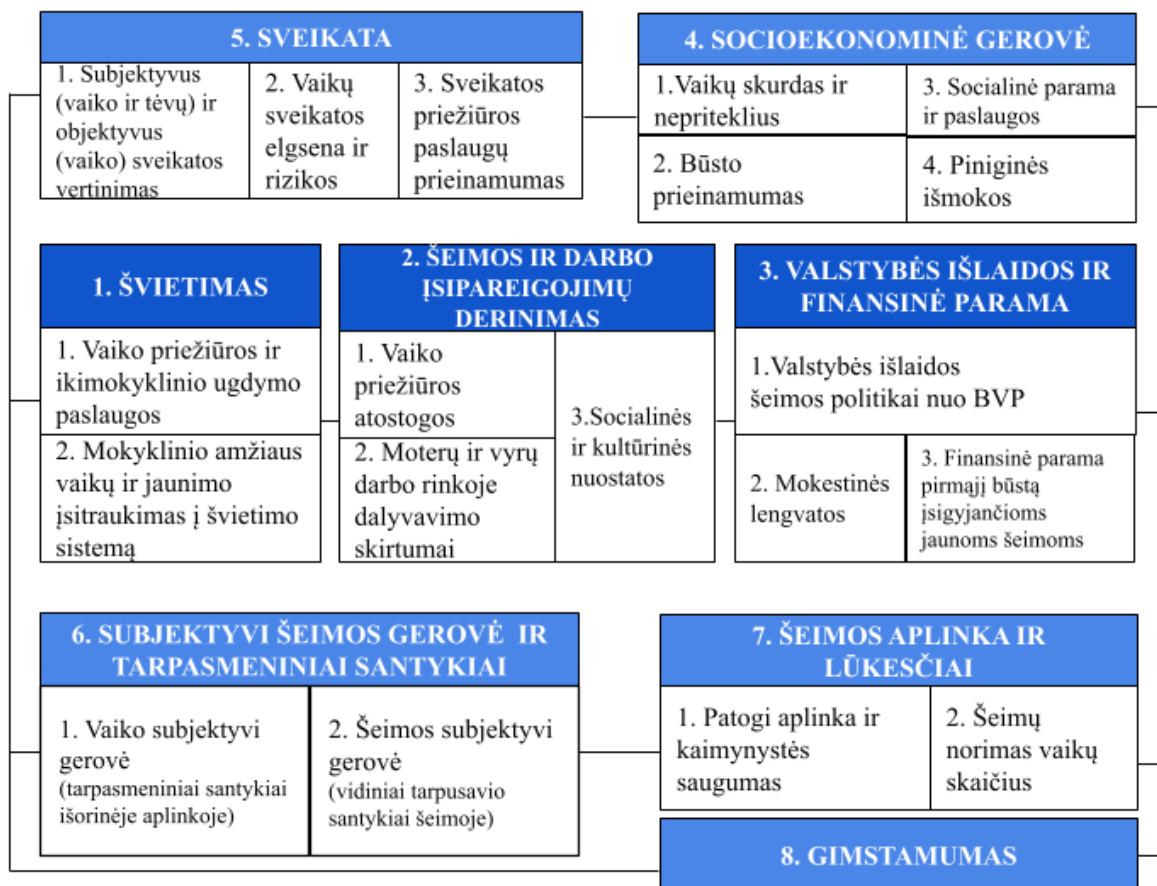 5. SVEIKATA
1. Subjektyvus
(vaiko ir tėvų) ir
objektyvus
(vaiko) sveikatos
vertinimas
2. Vaikų
sveikatos
elgsena ir
rizikos
3. Sveikatos
priežiūros
paslaugų
prieinamumas
4. SOCIOEKONOMINĖ GEROVĖ
1.Vaikų skurdas ir
nepriteklius
3. Socialinė parama
ir paslaugos
2. Būsto
prieinamumas
4. Piniginės
išmokos
1. ŠVIETIMAS
1. Vaiko priežiūros ir
ikimokyklinio ugdymo
paslaugos
2. Mokyklinio amžiaus
vaikų ir jaunimo
įsitraukimas į švietimo
sistemą
2. ŠEIMOS IR DARBO
ĮSIPAREIGOJIMŲ
DERINIMAS
1. Vaiko
priežiūros
atostogos
2. Moterų ir vyrų
darbo rinkoje
dalyvavimo
skirtumai
3.Socialinės
ir kultūrinės
nuostatos
3. VALSTYBĖS IŠLAIDOS IR
FINANSINĖ PARAMA
1.Valstybės išlaidos
šeimos politikai nuo BVP
2. Mokestinės
lengvatos
3. Finansinė parama
pirmąjį būstą
įsigyjančioms
jaunoms šeimoms
6. SUBJEKTYVI ŠEIMOS GEROVĖ IR
TARPASMENINIAI SANTYKIAI
1. Vaiko subjektyvi
gerovė
(tarpasmeniniai santykiai
išorinėje aplinkoje)
2. Šeimos subjektyvi
gerovė
(vidiniai tarpusavio
santykiai šeimoje)
7. ŠEIMOS APLINKA IR
LŪKESČIAI
1. Patogi aplinka ir
kaimynystės
saugumas
2. Šeimų
norimas vaikų
skaičius
8. GIMSTAMUMAS